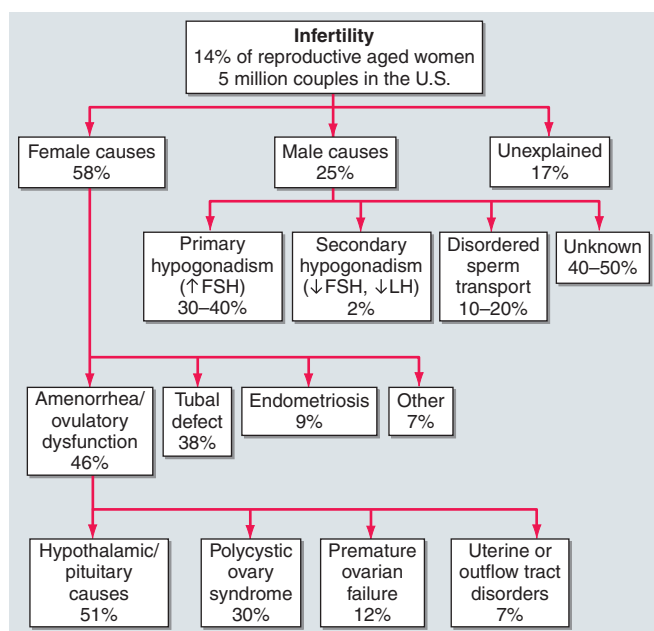 Infertility
14% of reproductive aged women
5 million couples in the U.S.
Female causes
58%
Male causes
25%
Unexplained
17%
Primary
hypogonadism
(↑FSH)
30–40%
Secondary
hypogonadism
(↓FSH, ↓LH)
2%
Disordered
sperm
transport
10–20%
Unknown
40–50%
Amenorrhea/
ovulatory
dysfunction
46%
Tubal
defect
38%
Endometriosis
9%
Other
7%
Hypothalamic/
pituitary
causes
51%
Polycystic
ovary
syndrome
30%
Premature
ovarian
failure
12%
Uterine or
outflow tract
disorders
7%